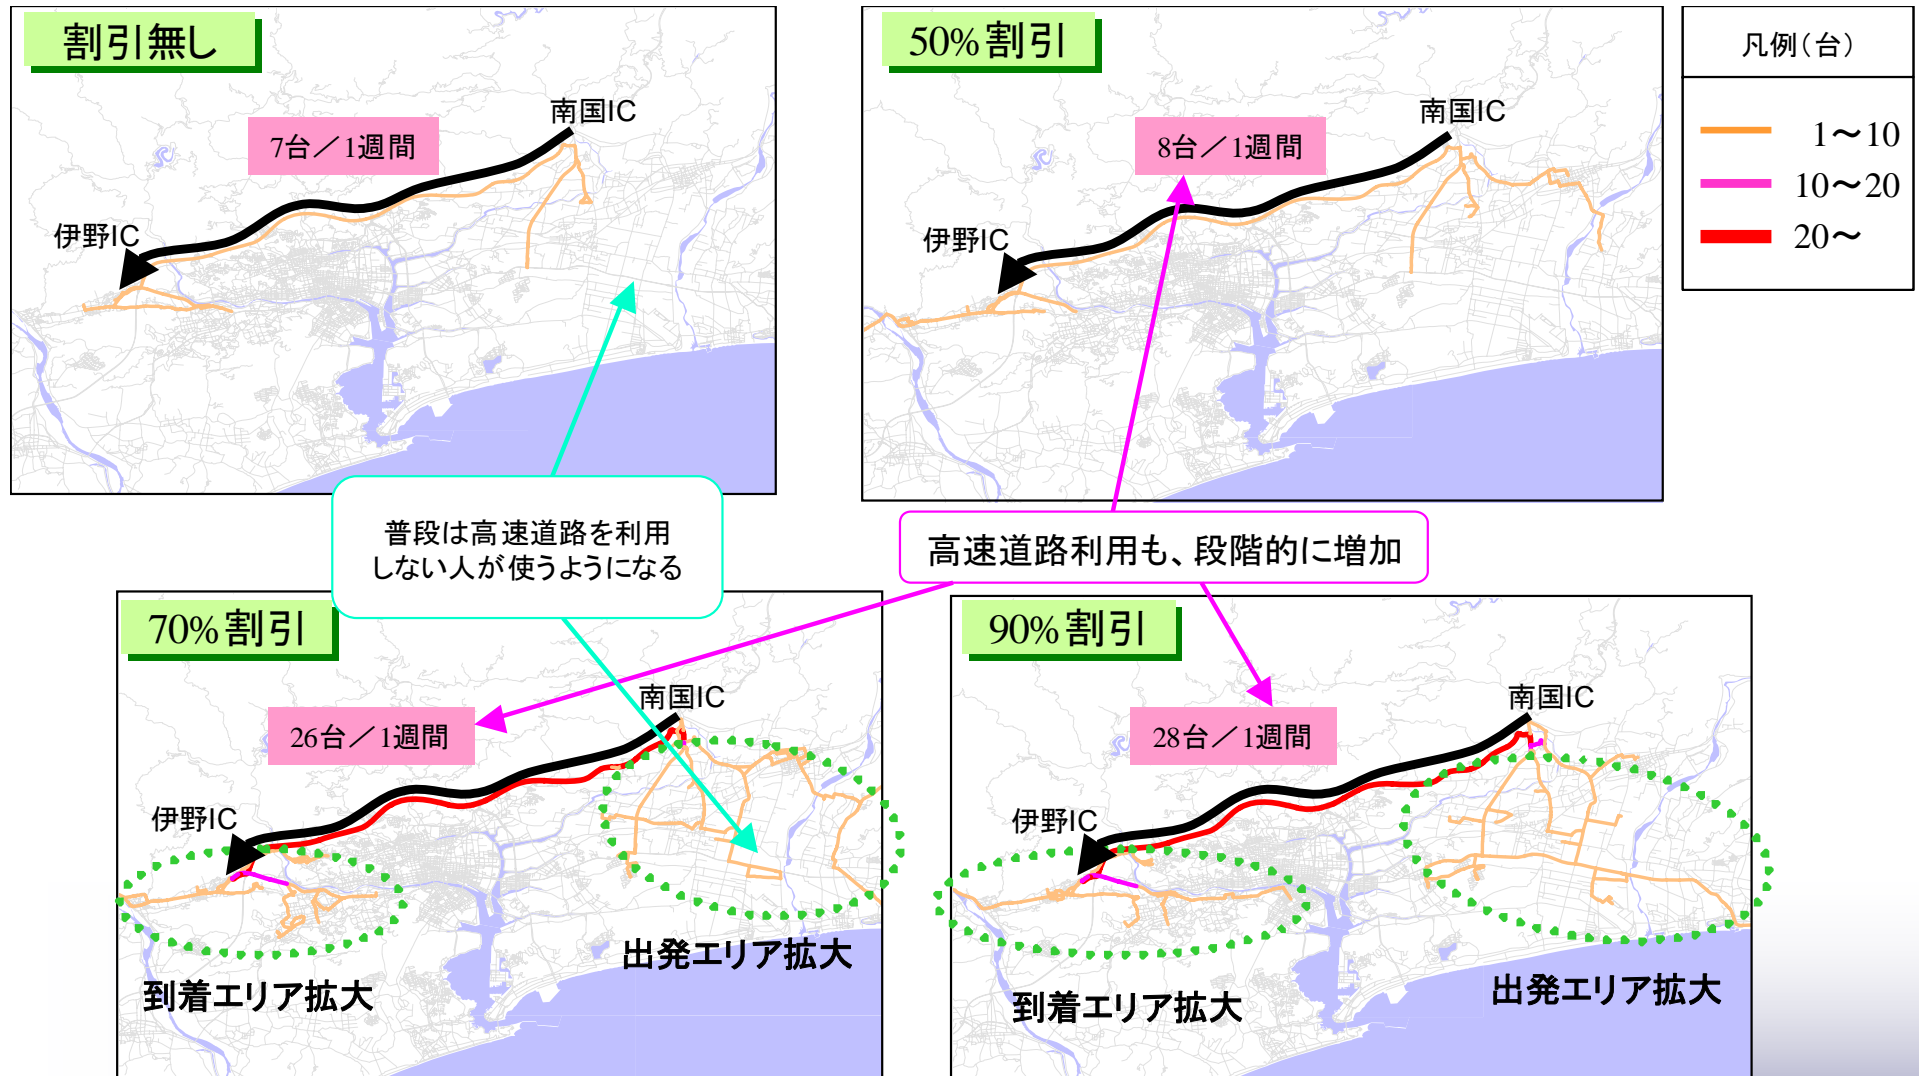 割引無し
南国IC
7台／1週間
伊野IC
50%割引
南国IC
8台／1週間
伊野IC
凡例（台）
1～10
10～20
20～
普段は高速道路を利用
しない人が使うようになる
高速道路利用も、段階的に増加
70%割引
南国IC
26台／1週間
伊野IC
出発エリア拡大
到着エリア拡大
90%割引
南国IC
28台／1週間
伊野IC
出発エリア拡大
到着エリア拡大